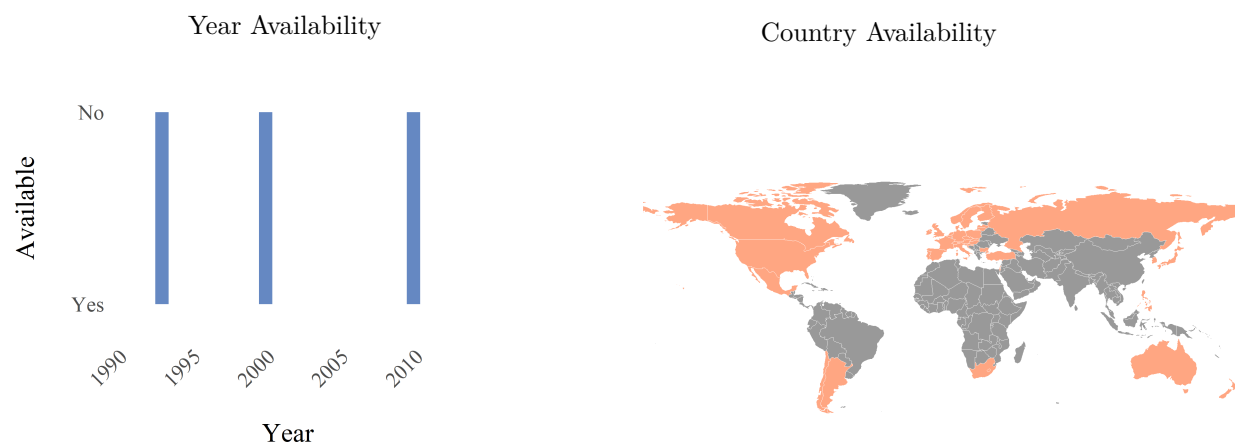 Year Availability
Country Availability
No
Available
Yes
1990
1995
2000
2005
2010
Year